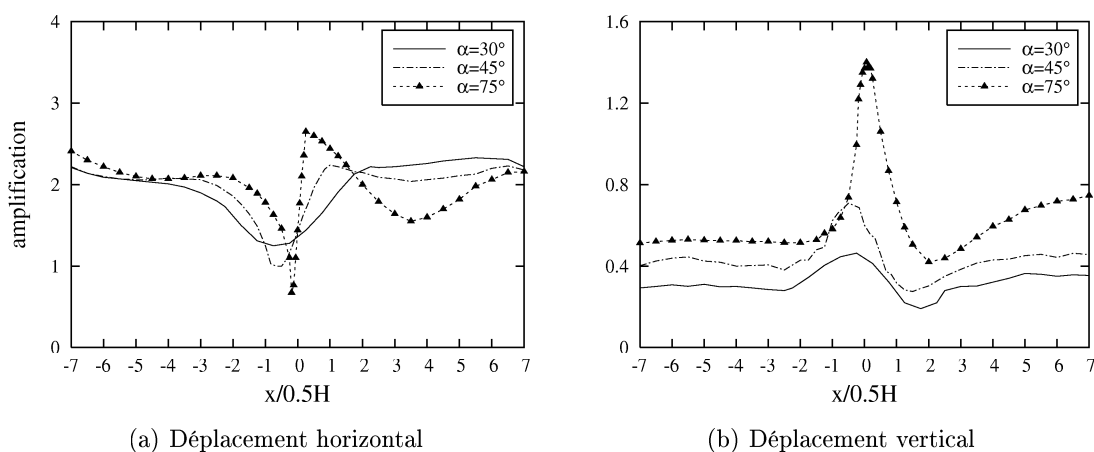 4
3
2
1
0
amplification
α=30°
α=45°
α=75°
-7 -6 -5 -4 -3 -2 -1 0 1 2 3 4 5 6 7
x/0.5H
(a) Déplacement horizontal
1.6
1.2
0.8
0.4
0
α=30°
α=45°
α=75°
-7 -6 -5 -4 -3 -2 -1 0 1 2 3 4 5 6 7
x/0.5H
(b) Déplacement vertical